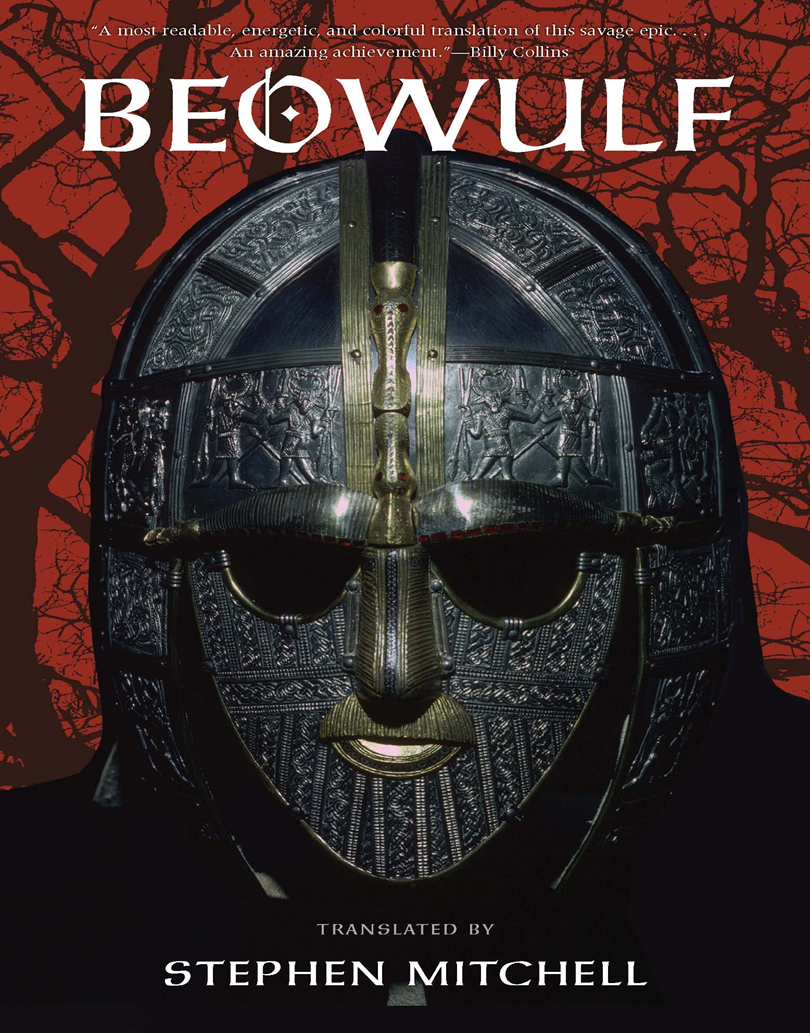 “A most readable, energetic, and colorful translation of this savage epic. . . .
An amazing achievement.”—Billy Collins
BEOWULF
TRANSLATED BY
STEPHEN MITCHELL